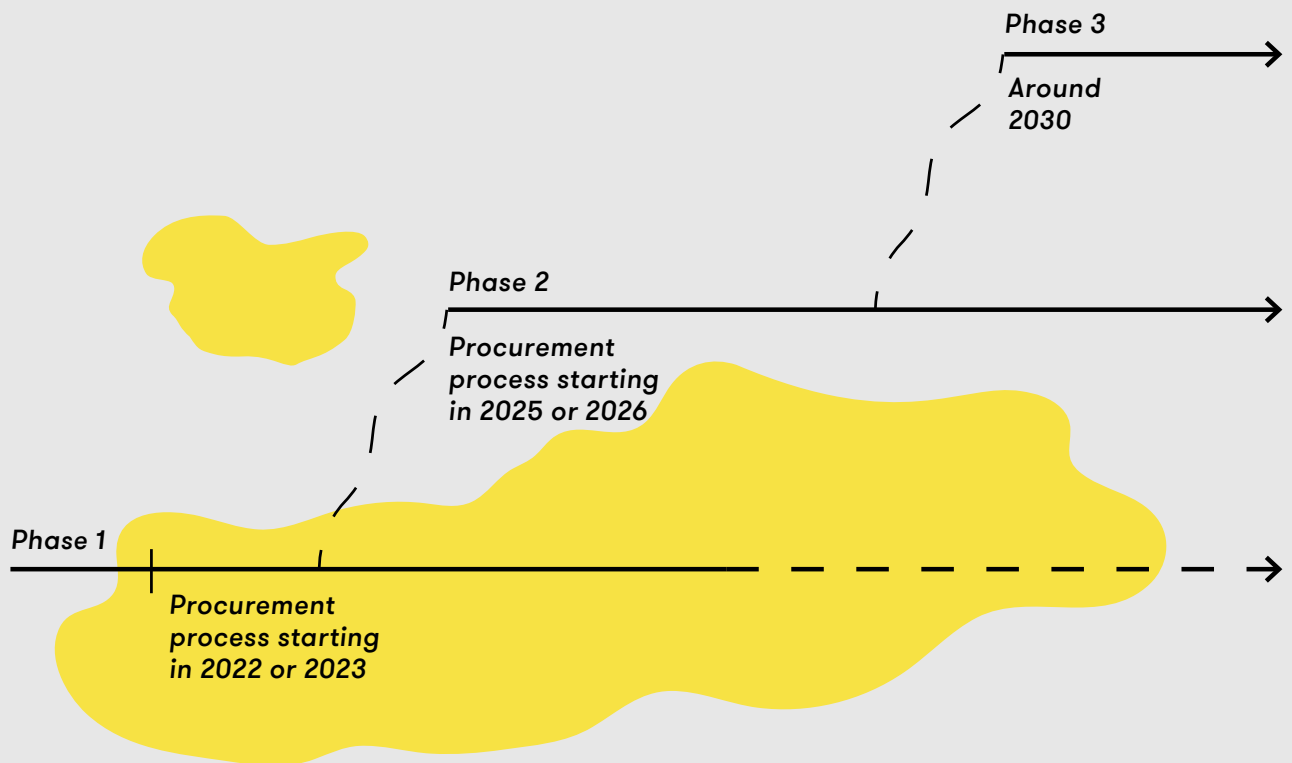 Phase 3
Around
2030
Phase 2
Procurement
process starting
in 2025 or 2026
Phase 1
Procurement
process starting
in 2022 or 2023